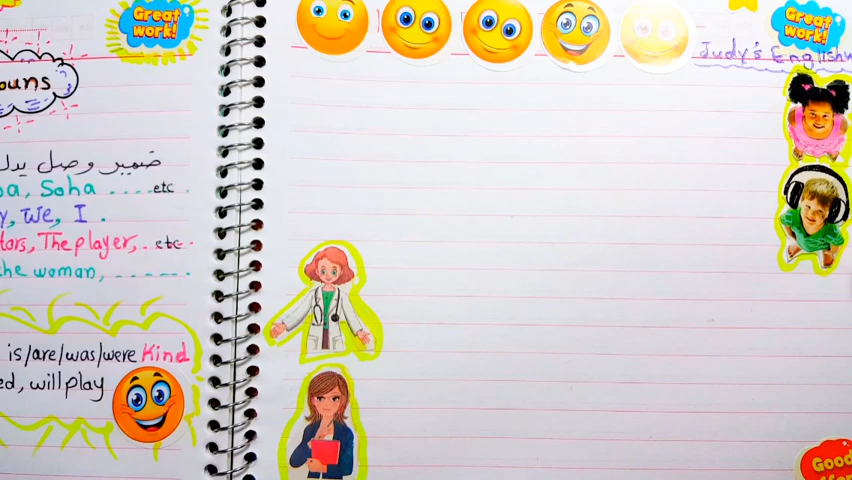 Great work!
ouns
ضمير وصل يدل
ba, Soha ..... etc
y, We, I .
tors, The player, . etc.
the woman, ------
is/are/was/were Kind
ed, will play
Great work!
Judy's English
Good